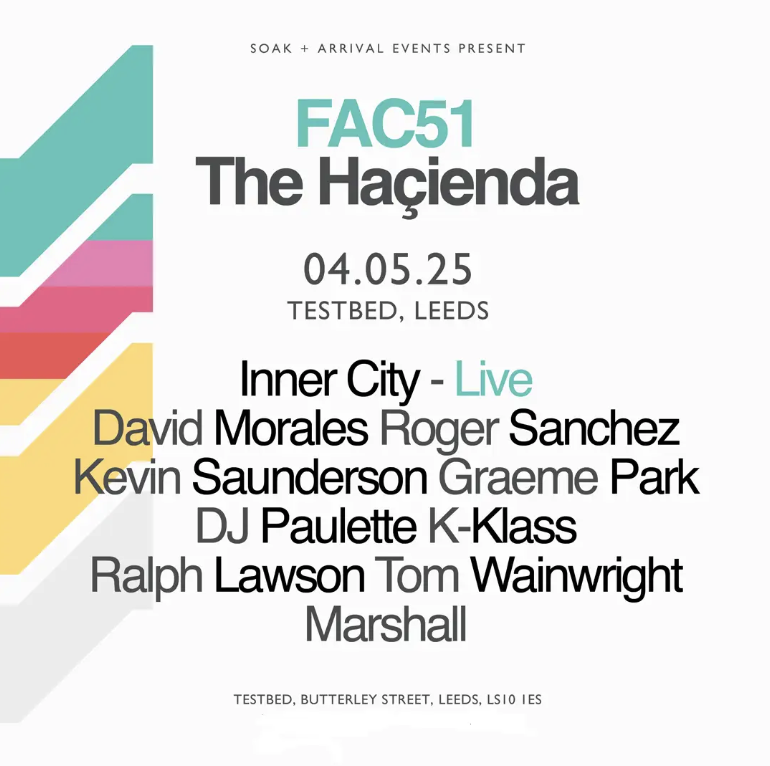 SOAK + ARRIVAL EVENTS PRESENT
FAC51
The Haçienda
04.05.25
TESTBED, LEEDS
Inner City - Live
David Morales Roger Sanchez
Kevin Saunderson Graeme Park
DJ Paulette K-Klass
Ralph Lawson Tom Wainwright
Marshall
TESTBED, BUTTERLEY STREET, LEEDS, LS10 1ES